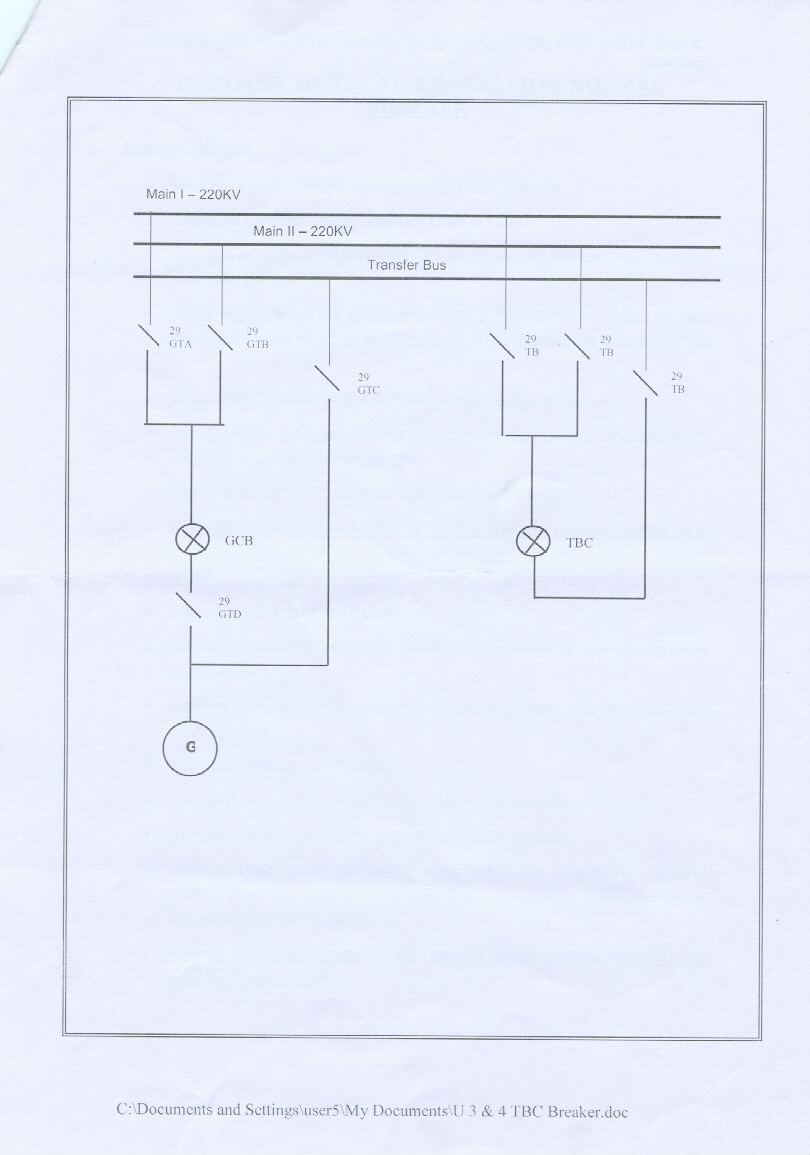 Main I – 220KV
Main II – 220KV
Transfer Bus
29
GTA
29
GTB
29
GTC
29
TB
29
TB
29
TB
GCB
TBC
29
GTD
G
C:\Documents and Settings\user5\My Documents\U 3 & 4 TBC Breaker.doc